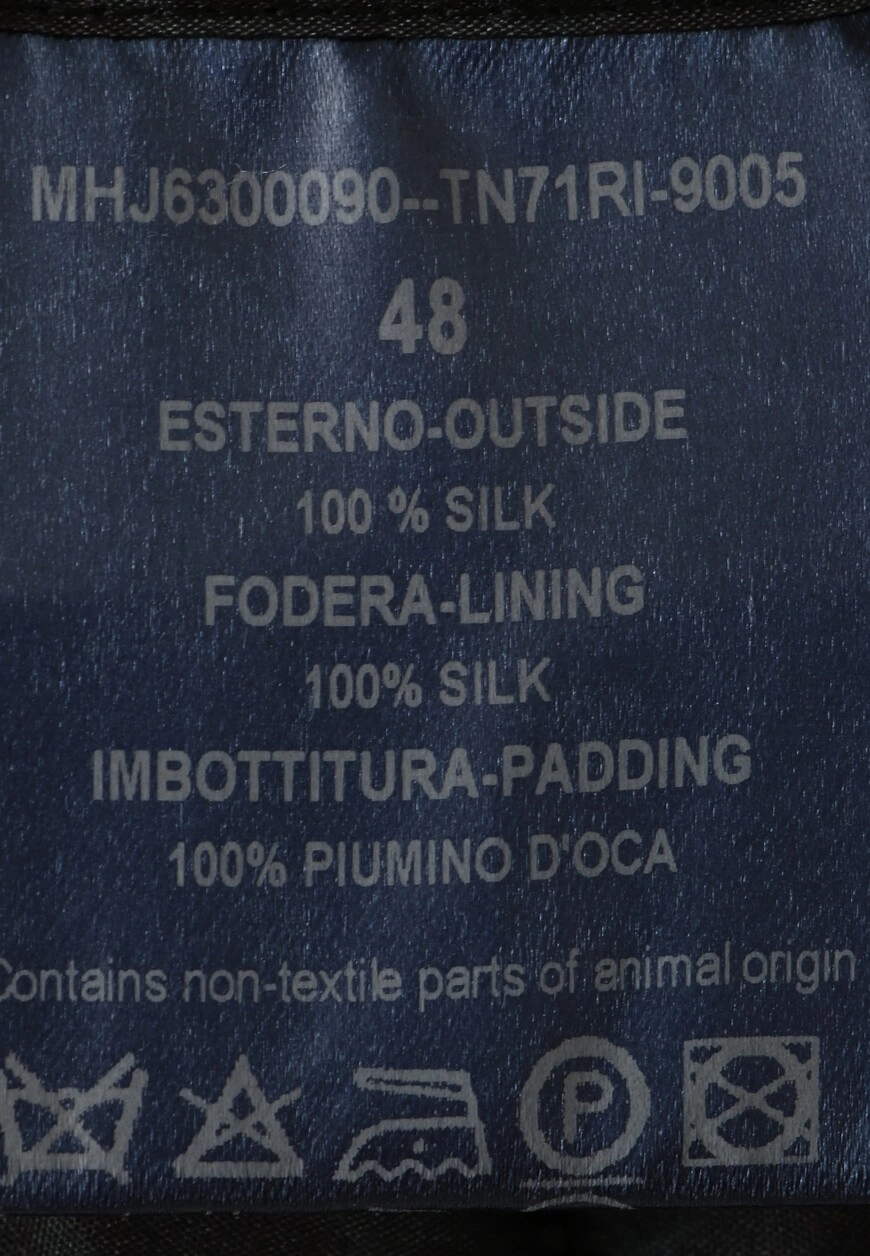 MHJ6300090--TN71RI-9005
48
ESTERNO-OUTSIDE
100 % SILK
FODERA-LINING
100% SILK
IMBOTTITURA-PADDING
100% PIUMINO D'OCA
Contains non-textile parts of animal origin
P